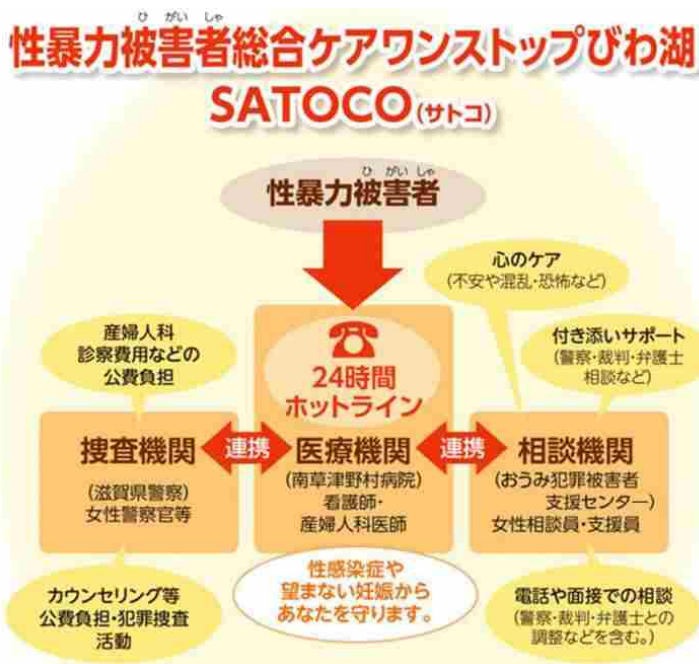 ひ がい しゃ
性暴力被害者総合ケアワンストップびわ湖
SATOCO(サトコ)
ひ がい しゃ
性暴力被害者
心のケア
(不安や混乱・恐怖など)
産婦人科
診察費用などの
公費負担
付き添いサポート
(警察・裁判・弁護士
相談など)
24時間
ホットライン
捜査機関
(滋賀県警察)
女性警察官等
連携
医療機関
(南草津野村病院)
看護師・
産婦人科医師
連携
相談機関
(おうみ犯罪被害者
支援センター)
女性相談員・支援員
カウンセリング等
公費負担・犯罪捜査
活動
性感染症や
望まない妊娠から
あなたを守ります。
電話や面接での相談
(警察・裁判・弁護士との
調整などを含む。)